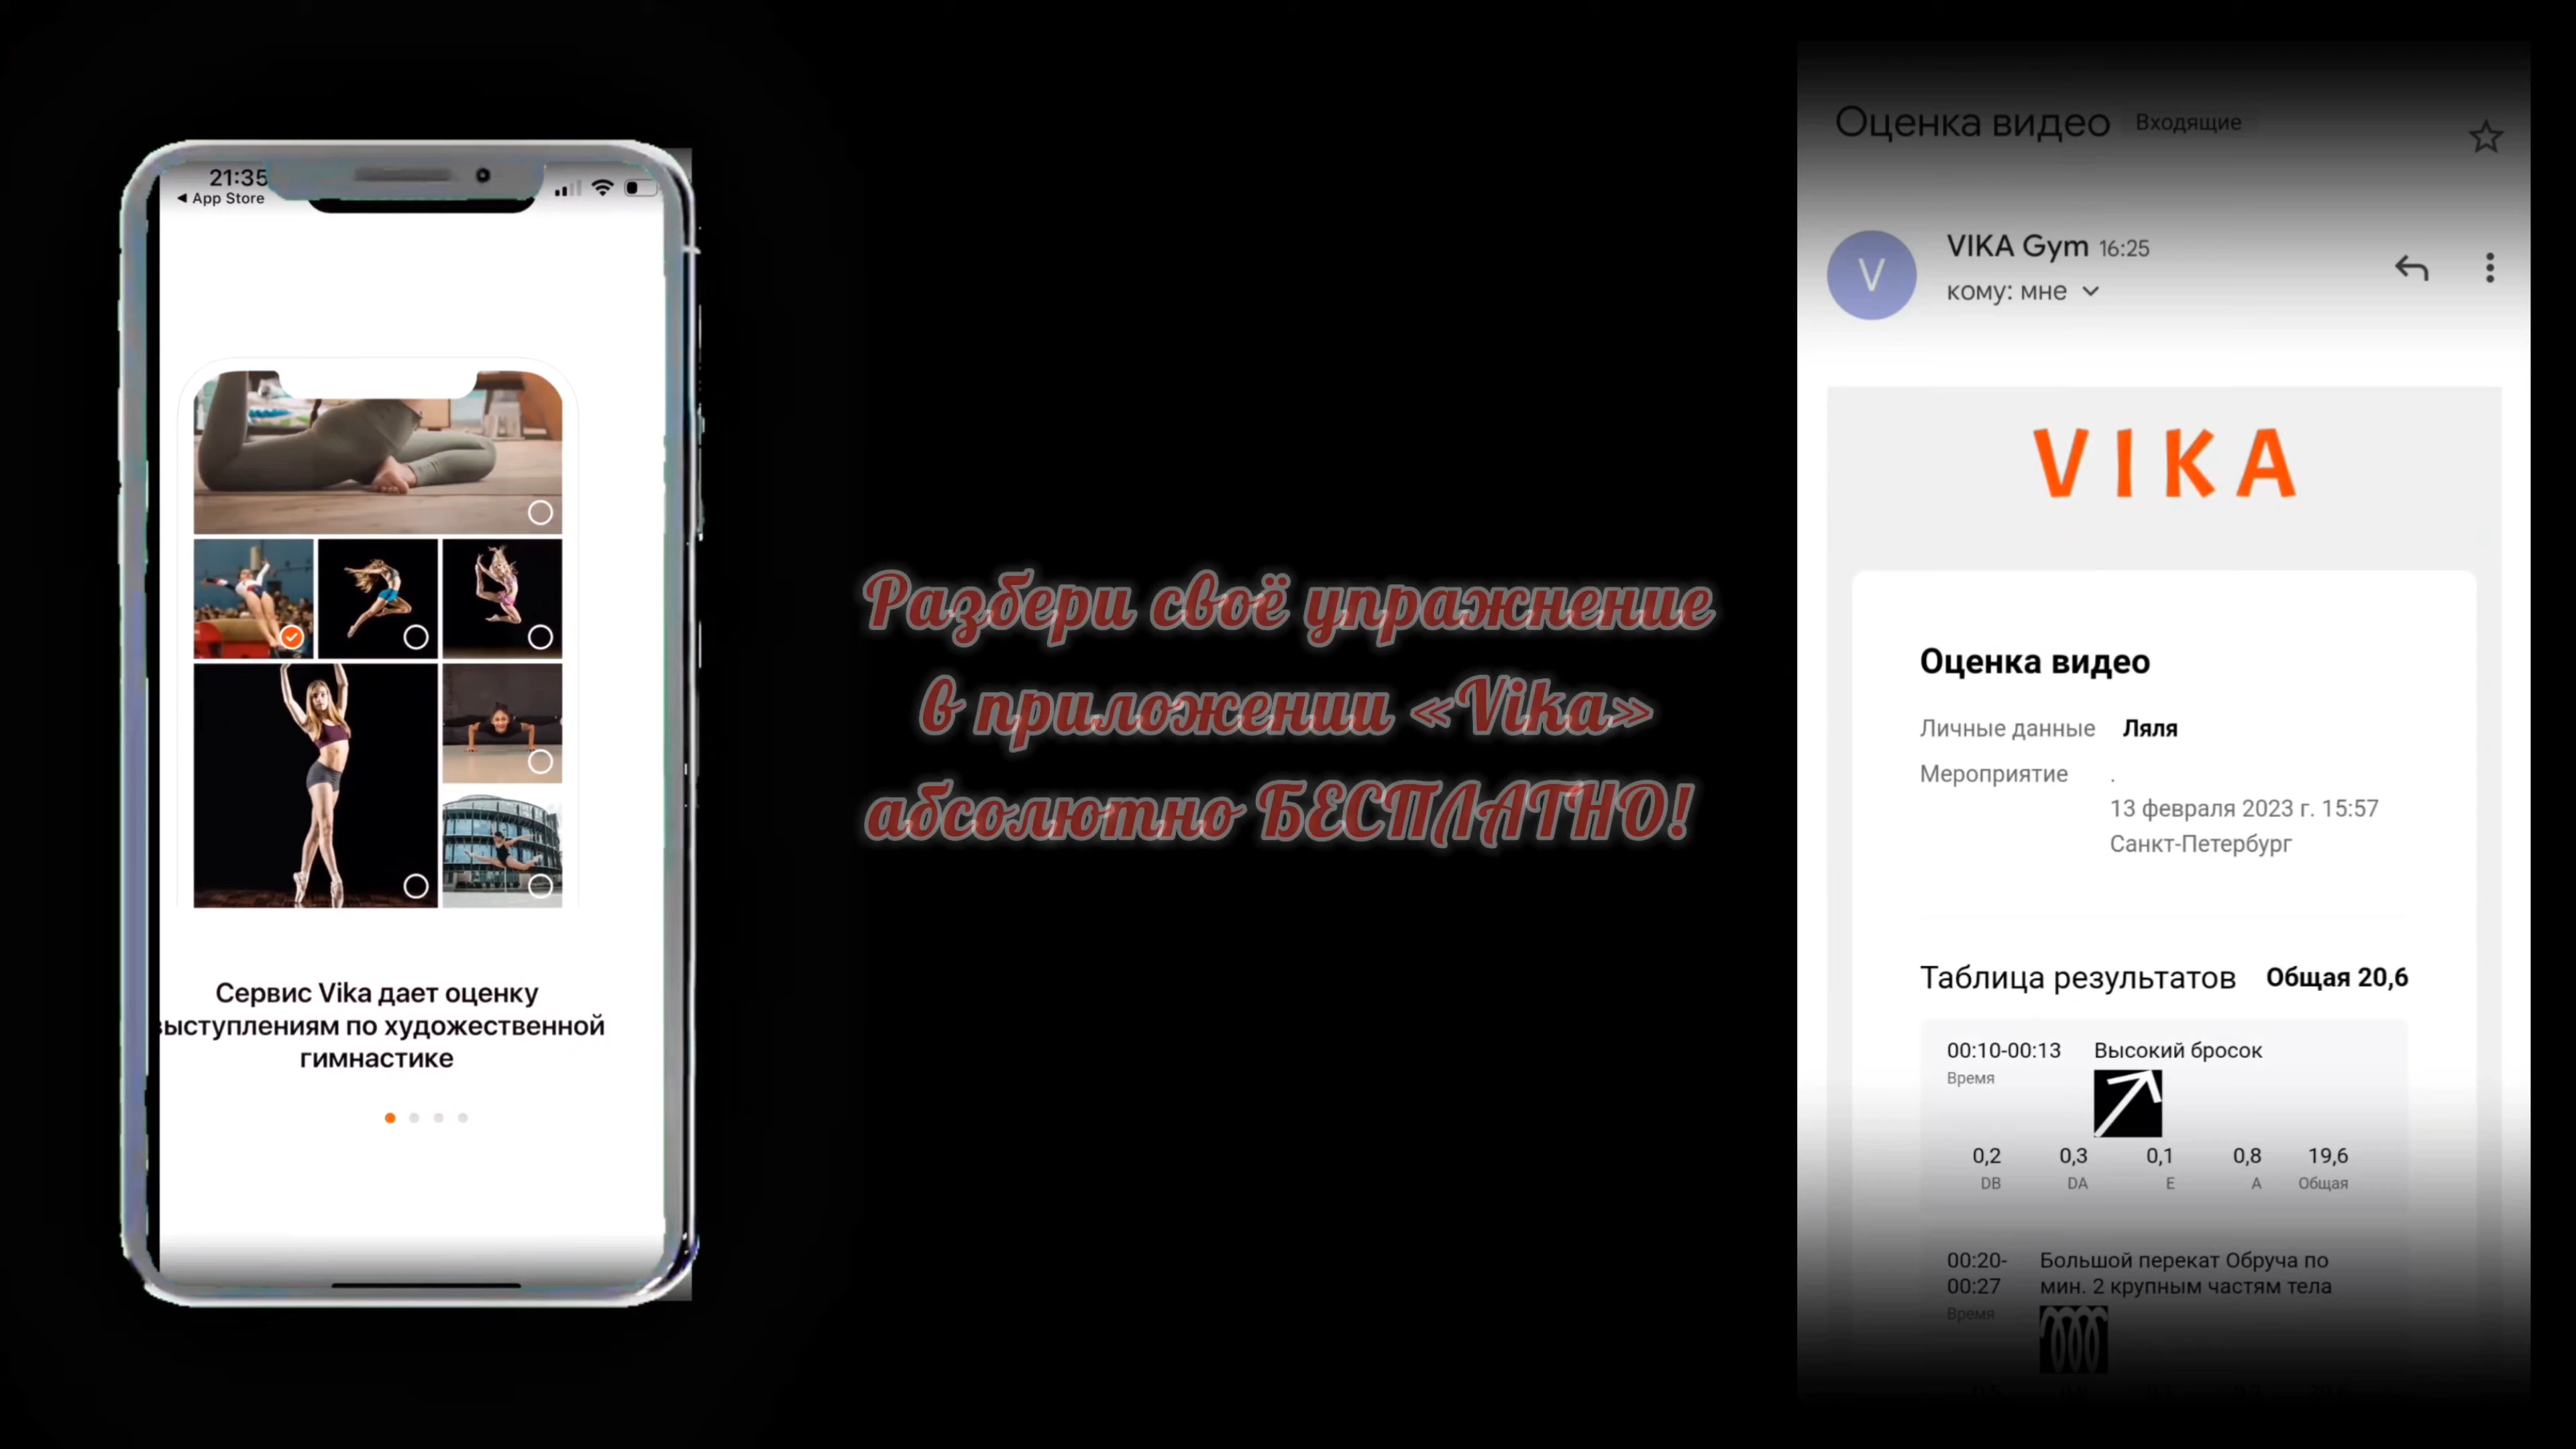 21:35
App Store
Сервис Vika дает оценку
выступлениям по художественной
гимнастике
Разбери своё упражнение
в приложении «Vika»
абсолютно БЕСПЛАТНО!
Оценка видео Входящие
V
VIKA Gym 16:25
кому: мне
VIKA
Оценка видео
Личные данные Ляля
Мероприятие .
13 февраля 2023 г. 15:57
Санкт-Петербург
Таблица результатов Общая 20,6
00:10-00:13 Высокий бросок
Время
0,2 0,3 0,1 0,8 19,6
DB DA E A Общая
00:20- Большой перекат Обруча по
00:27 мин. 2 крупным частям тела
Время